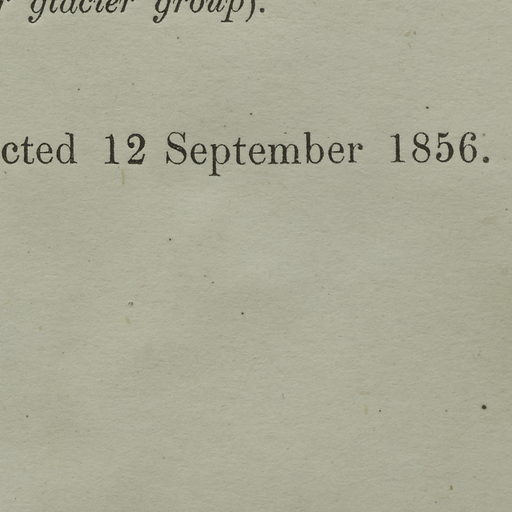 glacier group).
cted 12 September 1856.